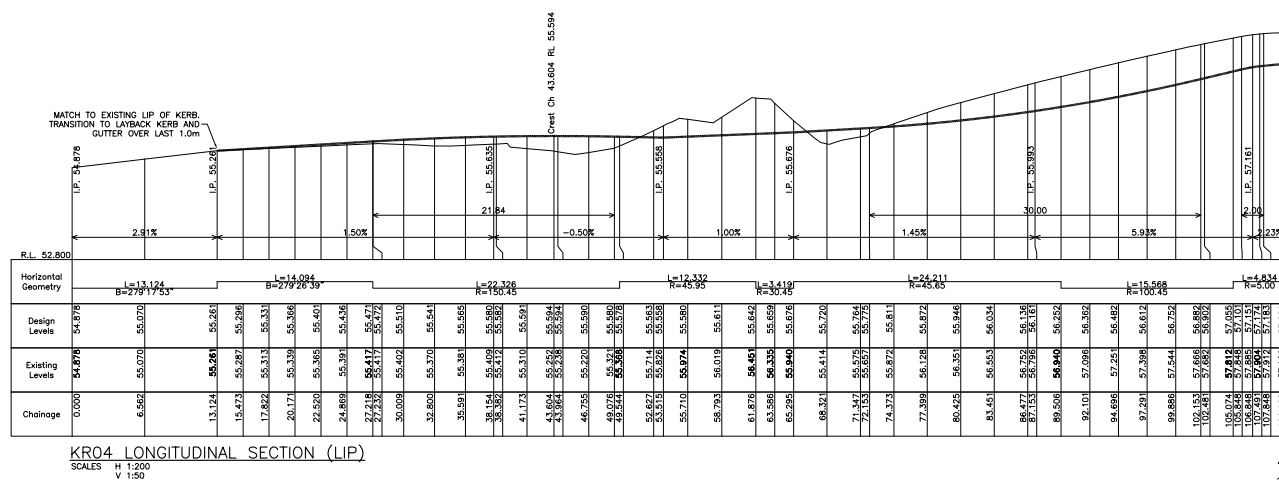 Crest Ch 43.604 RL 55.594
MATCH TO EXISTING LIP OF KERB.
TRANSITION TO LAYBACK KERB AND
GUTTER OVER LAST 1.0m
I.P. 54.878
I.P. 55.261
I.P. 55.635
I.P. 55.558
I.P. 55.676
I.P. 55.993
I.P. 57.161
21.84 30.00 2.00
2.91% 1.50% -0.50% 1.00% 1.45% 5.93% 2.23%
R.L. 52.800
Horizontal
Geometry
L=13.124 L=14.094 L=22.326 L=12.332 L=3.419 L=24.211 L=15.568 L=4.834
B=279°17'53" B=279°26'39" R=150.45 R=45.95 R=30.45 R=45.65 R=100.45 R=5.00
Design
Levels
54.878 55.070 55.261 55.296 55.331 55.366 55.401 55.436 55.471 55.472 55.510 55.541 55.565 55.580 55.582 55.591 55.594 55.594 55.590 55.580 55.578 55.563 55.558 55.580 55.611 55.642 55.659 55.676 55.720 55.764 55.775 55.811 55.872 55.946 56.034 56.136 56.161 56.252 56.362 56.482 56.612 56.752 56.882 56.902 57.055 57.101 57.151 57.174 57.183
Existing
Levels
54.878 55.070 55.261 55.287 55.313 55.339 55.365 55.391 55.417 55.417 55.402 55.370 55.381 55.409 55.412 55.310 55.252 55.238 55.220 55.321 55.368 55.714 55.826 55.974 56.019 56.451 56.335 55.940 55.414 55.575 55.657 55.872 56.128 56.351 56.553 56.752 56.796 56.940 57.096 57.251 57.398 57.544 57.666 57.682 57.812 57.848 57.885 57.904 57.912
Chainage
0.000 6.562 13.124 15.473 17.822 20.171 22.520 24.869 27.218 27.232 30.009 32.800 35.591 38.154 38.382 41.173 43.604 43.964 46.755 49.076 49.544 52.627 53.515 55.710 58.793 61.876 63.586 65.295 68.321 71.347 72.153 74.373 77.399 80.425 83.451 86.477 87.153 89.506 92.101 94.696 97.291 99.886 102.153 102.481 105.074 105.848 106.848 107.491 107.848
KR04 LONGITUDINAL SECTION (LIP)
SCALES H 1:200
V 1:50